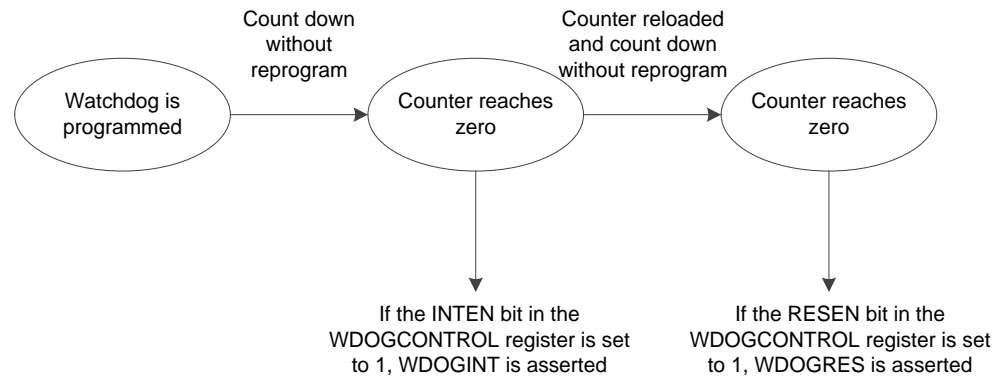 Count down
without
reprogram
Counter reloaded
and count down
without reprogram
Watchdog is
programmed
Counter reaches
zero
Counter reaches
zero
If the INTEN bit in the
WDOGCONTROL register is set
to 1, WDOGINT is asserted
If the RESEN bit in the
WDOGCONTROL register is set
to 1, WDOGRES is asserted